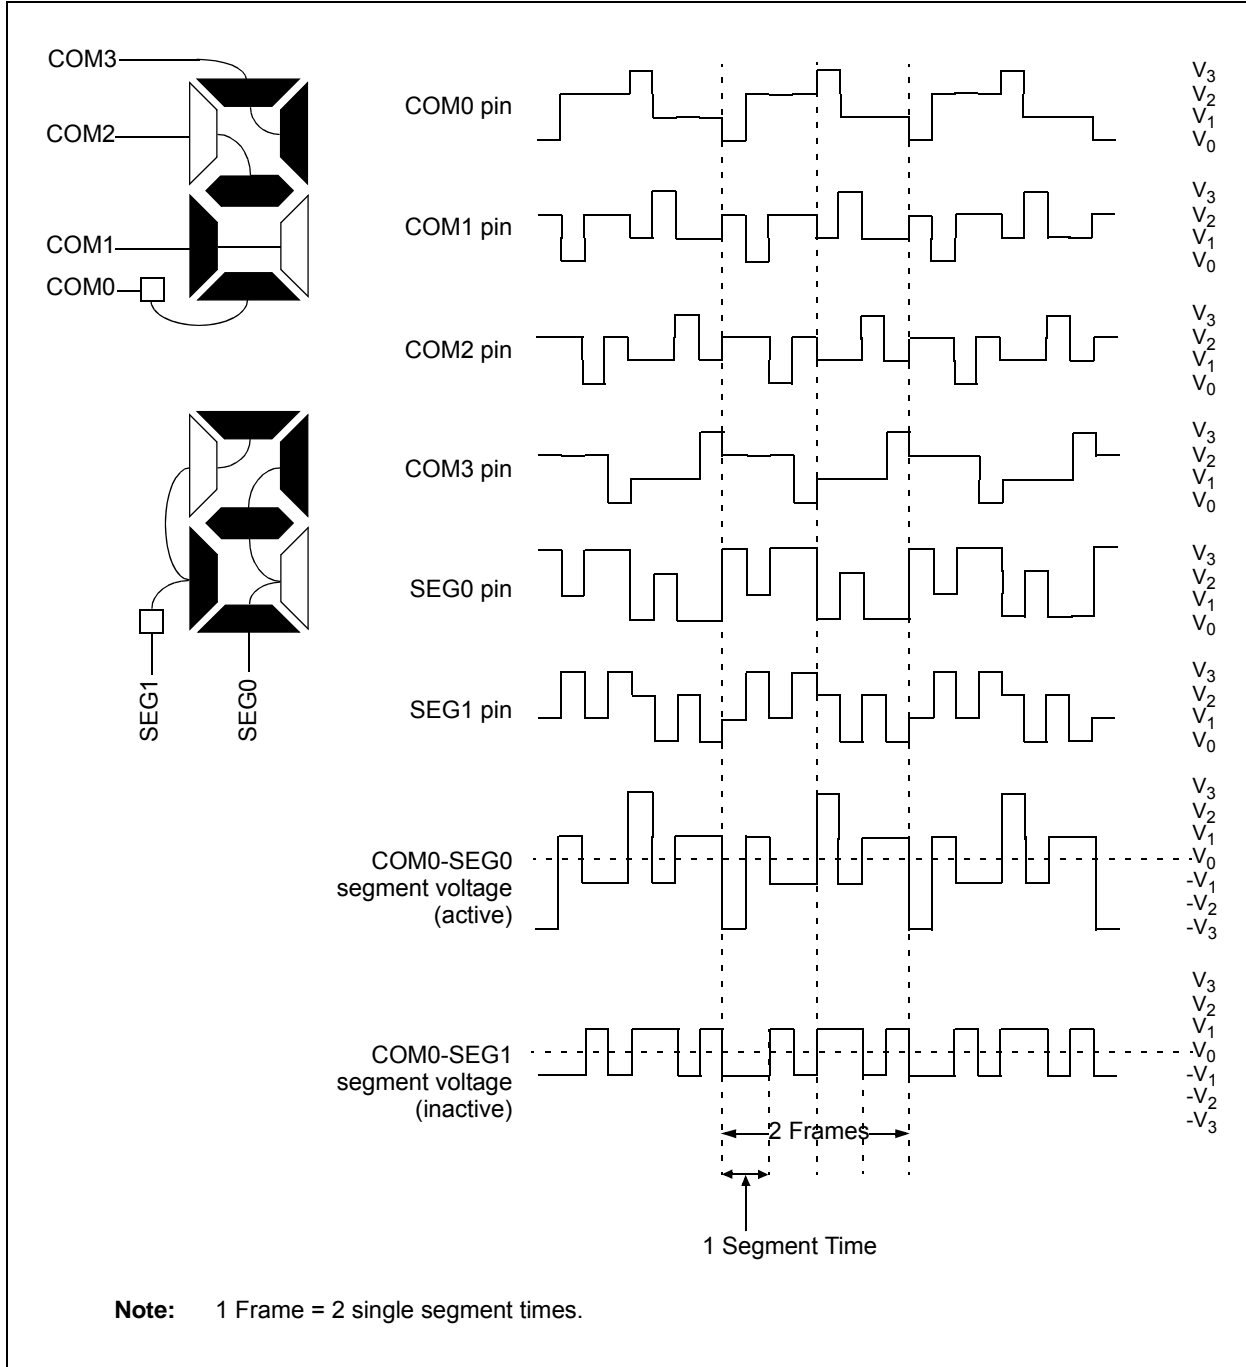 COM3
COM2
COM1
COM0
SEG1
SEG0
COM0 pin
V3
V2
V1
V0
COM1 pin
V3
V2
V1
V0
COM2 pin
V3
V2
V1
V0
COM3 pin
V3
V2
V1
V0
SEG0 pin
V3
V2
V1
V0
SEG1 pin
V3
V2
V1
V0
COM0-SEG0
segment voltage
(active)
V3
V2
V1
V0
-V1
-V2
-V3
COM0-SEG1
segment voltage
(inactive)
V3
V2
V1
V0
-V1
-V2
-V3
2 Frames
1 Segment Time
Note: 1 Frame = 2 single segment times.